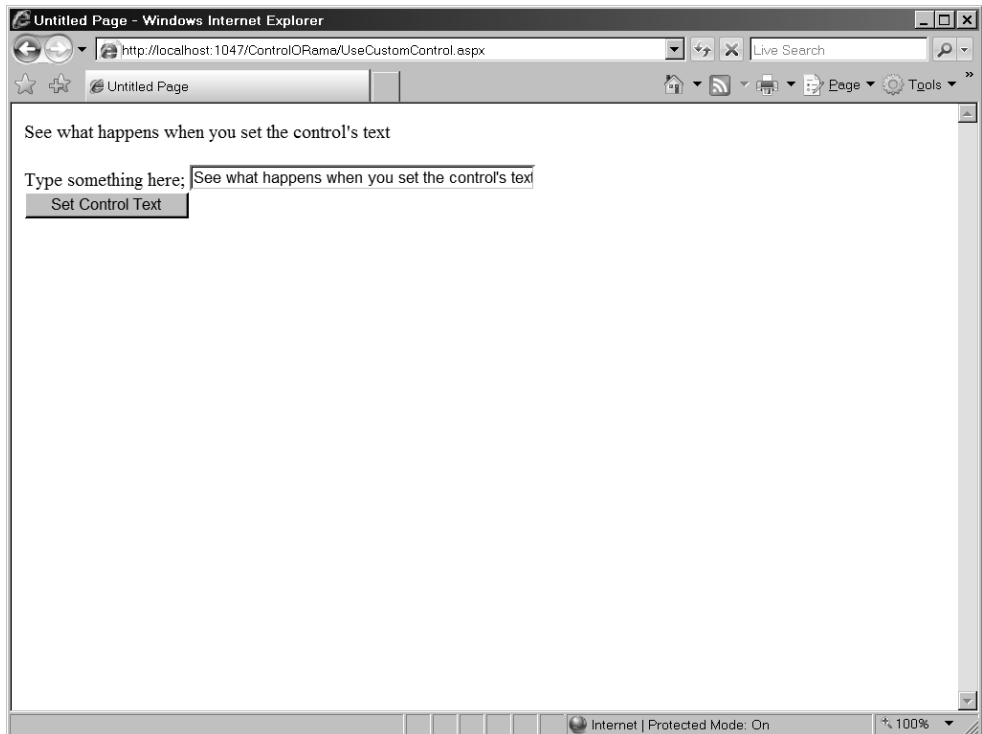 Untitled Page - Windows Internet Explorer
http://localhost:1047/ControlORama/UseCustomControl.aspx
Live Search
Untitled Page
Page
Tools
»
See what happens when you set the control's text
Type something here; See what happens when you set the control's text
Set Control Text
Internet | Protected Mode: On
100%